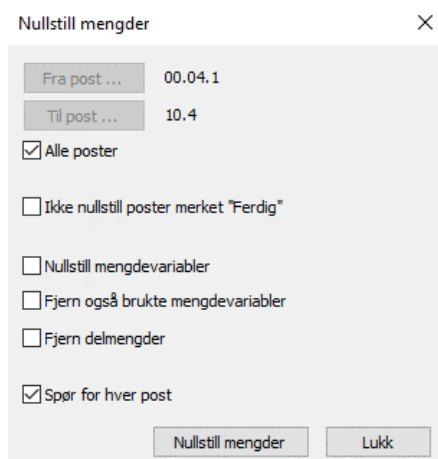 Nullstill mengder
Fra post ... 00.04.1
Til post ... 10.4
Alle poster
Ikke nullstill poster merket "Ferdig"
Nullstill mengdevariabler
Fjern også brukte mengdevariabler
Fjern delmengder
Spør for hver post
Nullstill mengder Lukk